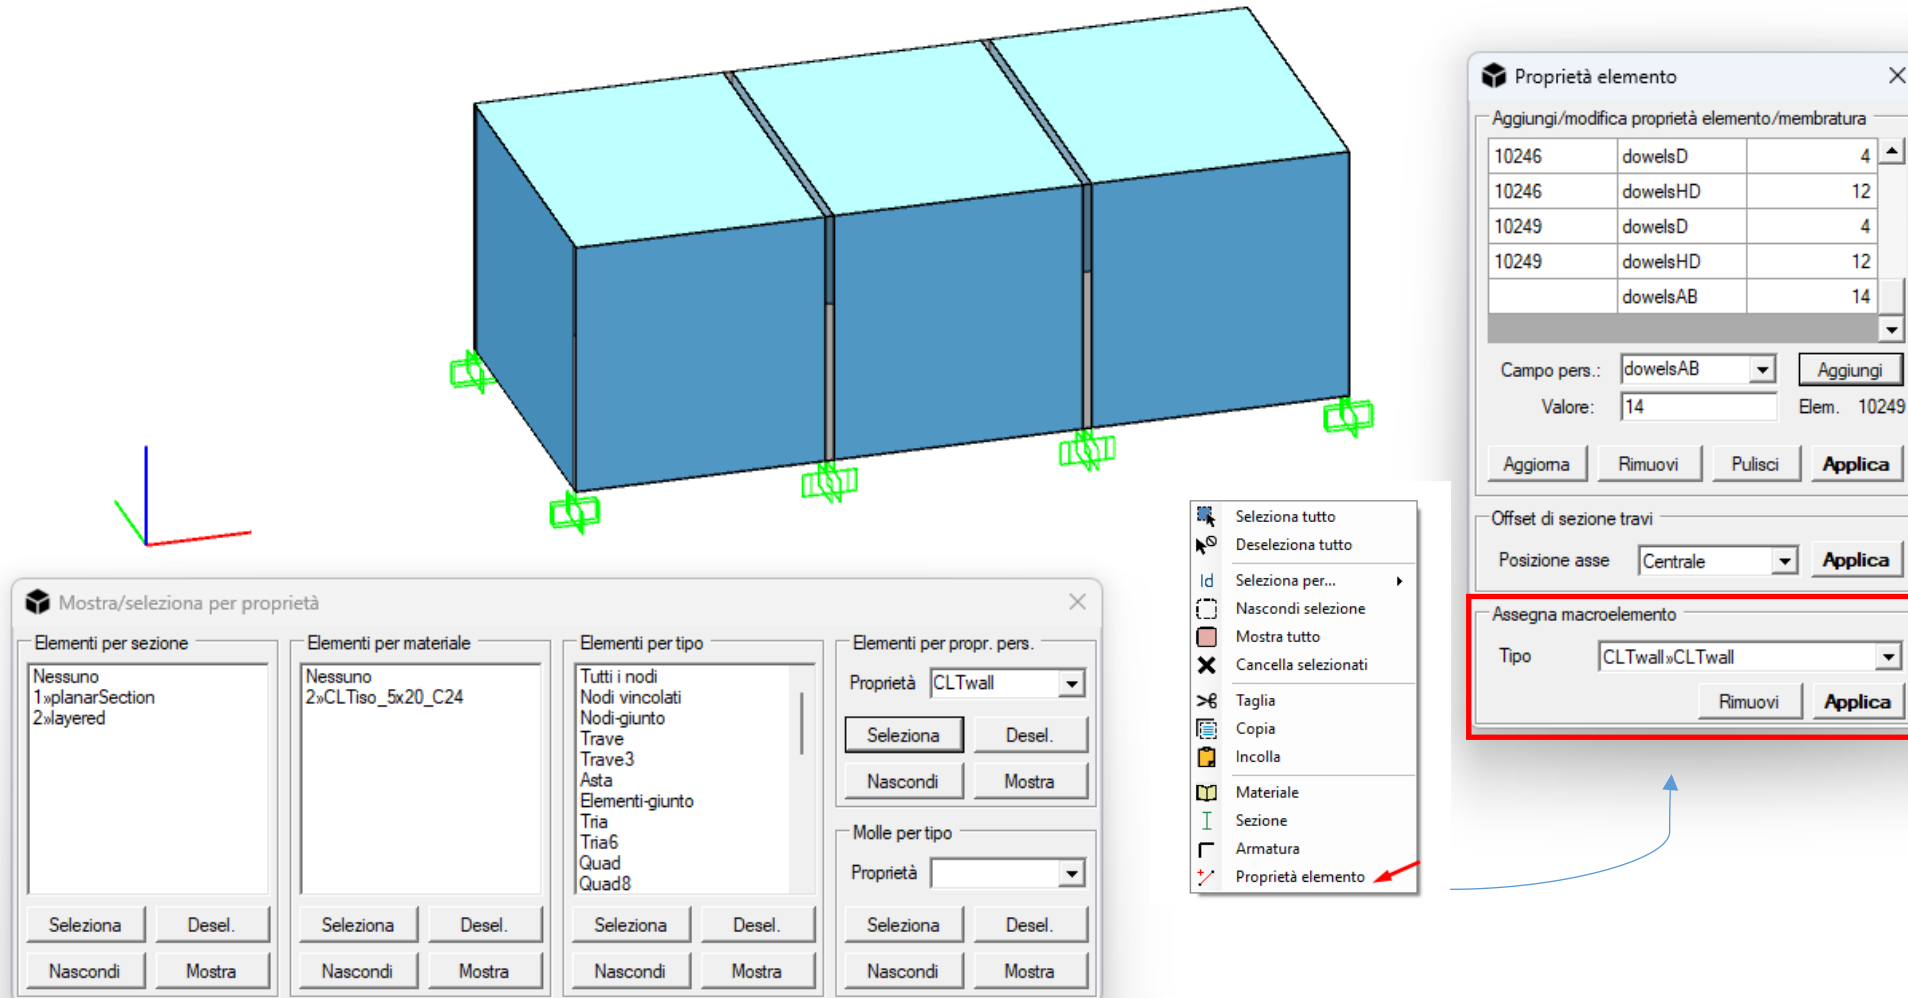 Proprietà elemento
Aggiungi/modifica proprietà elemento/membratura
10246 dowelsD 4
10246 dowelsHD 12
10249 dowelsD 4
10249 dowelsHD 12
dowelsAB 14
Campo pers.: dowelsAB Aggiungi
Valore: 14 Elem. 10249
Aggiorna Rimuovi Pulisci Applica
Offset di sezione travi
Posizione asse Centrale Applica
Assegna macroelemento
Tipo CLTwall»CLTwall
Rimuovi Applica
Seleziona tutto
Deseleziona tutto
Id Seleziona per...
Nascondi selezione
Mostra tutto
Cancella selezionati
Taglia
Copia
Incolla
Materiale
Sezione
Armatura
Proprietà elemento
Mostra/seleziona per proprietà
Elementi per sezione
Nessuno
1»planarSection
2»layered
Seleziona Desel.
Nascondi Mostra
Elementi per materiale
Nessuno
2»CLTiso_5x20_C24
Seleziona Desel.
Nascondi Mostra
Elementi per tipo
Tutti i nodi
Nodi vincolati
Nodi-giunto
Trave
Trave3
Asta
Elementi-giunto
Tria
Tria6
Quad
Quad8
Seleziona Desel.
Nascondi Mostra
Elementi per propr. pers.
Proprietà CLTwall
Seleziona Desel.
Nascondi Mostra
Molle per tipo
Proprietà
Seleziona Desel.
Nascondi Mostra